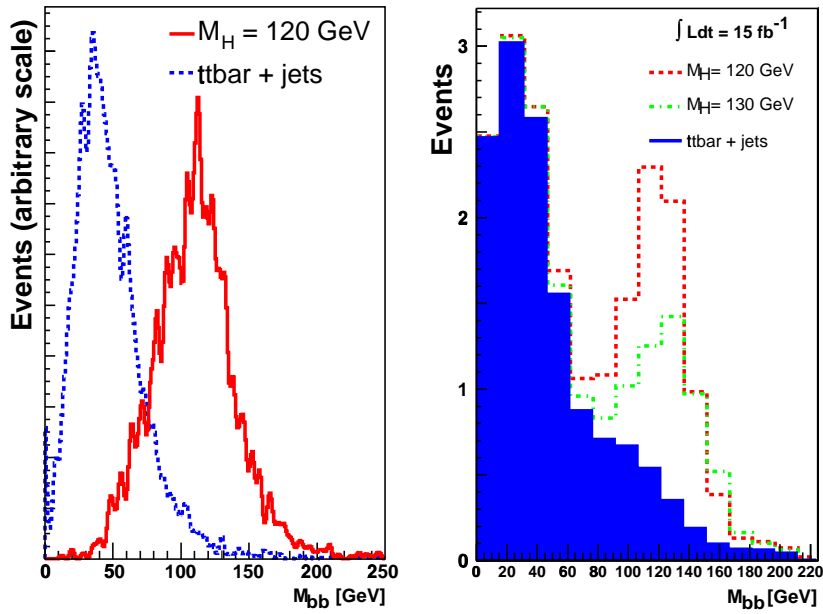 M_H = 120 GeV
ttbar + jets
Events (arbitrary scale)
0 50 100 150 200 250
M_bb [GeV]
∫ Ldt = 15 fb^-1
M_H= 120 GeV
M_H= 130 GeV
ttbar + jets
Events
3
2
1
0
0 20 40 60 80 100 120 140 160 180 200 220
M_bb [GeV]